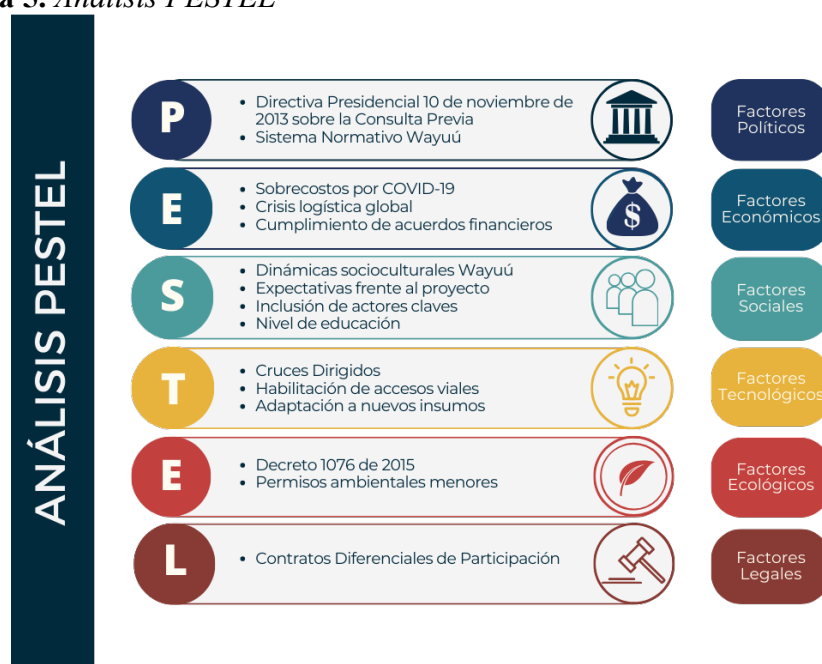 a 3. Análisis PESTEL
ANÁLISIS PESTEL
P
• Directiva Presidencial 10 de noviembre de
2013 sobre la Consulta Previa
• Sistema Normativo Wayuú
Factores
Políticos
E
• Sobrecostos por COVID-19
• Crisis logística global
• Cumplimiento de acuerdos financieros
$
Factores
Económicos
S
• Dinámicas socioculturales Wayuú
• Expectativas frente al proyecto
• Inclusión de actores claves
• Nivel de educación
Factores
Sociales
T
• Cruces Dirigidos
• Habilitación de accesos viales
• Adaptación a nuevos insumos
Factores
Tecnológicos
E
• Decreto 1076 de 2015
• Permisos ambientales menores
Factores
Ecológicos
L
• Contratos Diferenciales de Participación
Factores
Legales